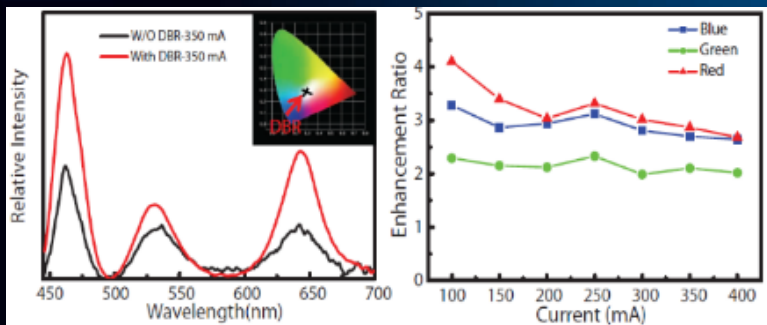 W/O DBR-350 mA
With DBR-350 mA
DBR
Relative Intensity
450 500 550 600 650 700
Wavelength(nm)
Blue
Green
Red
Enhancement Ratio
5
4
3
2
1
0
100 150 200 250 300 350 400
Current (mA)